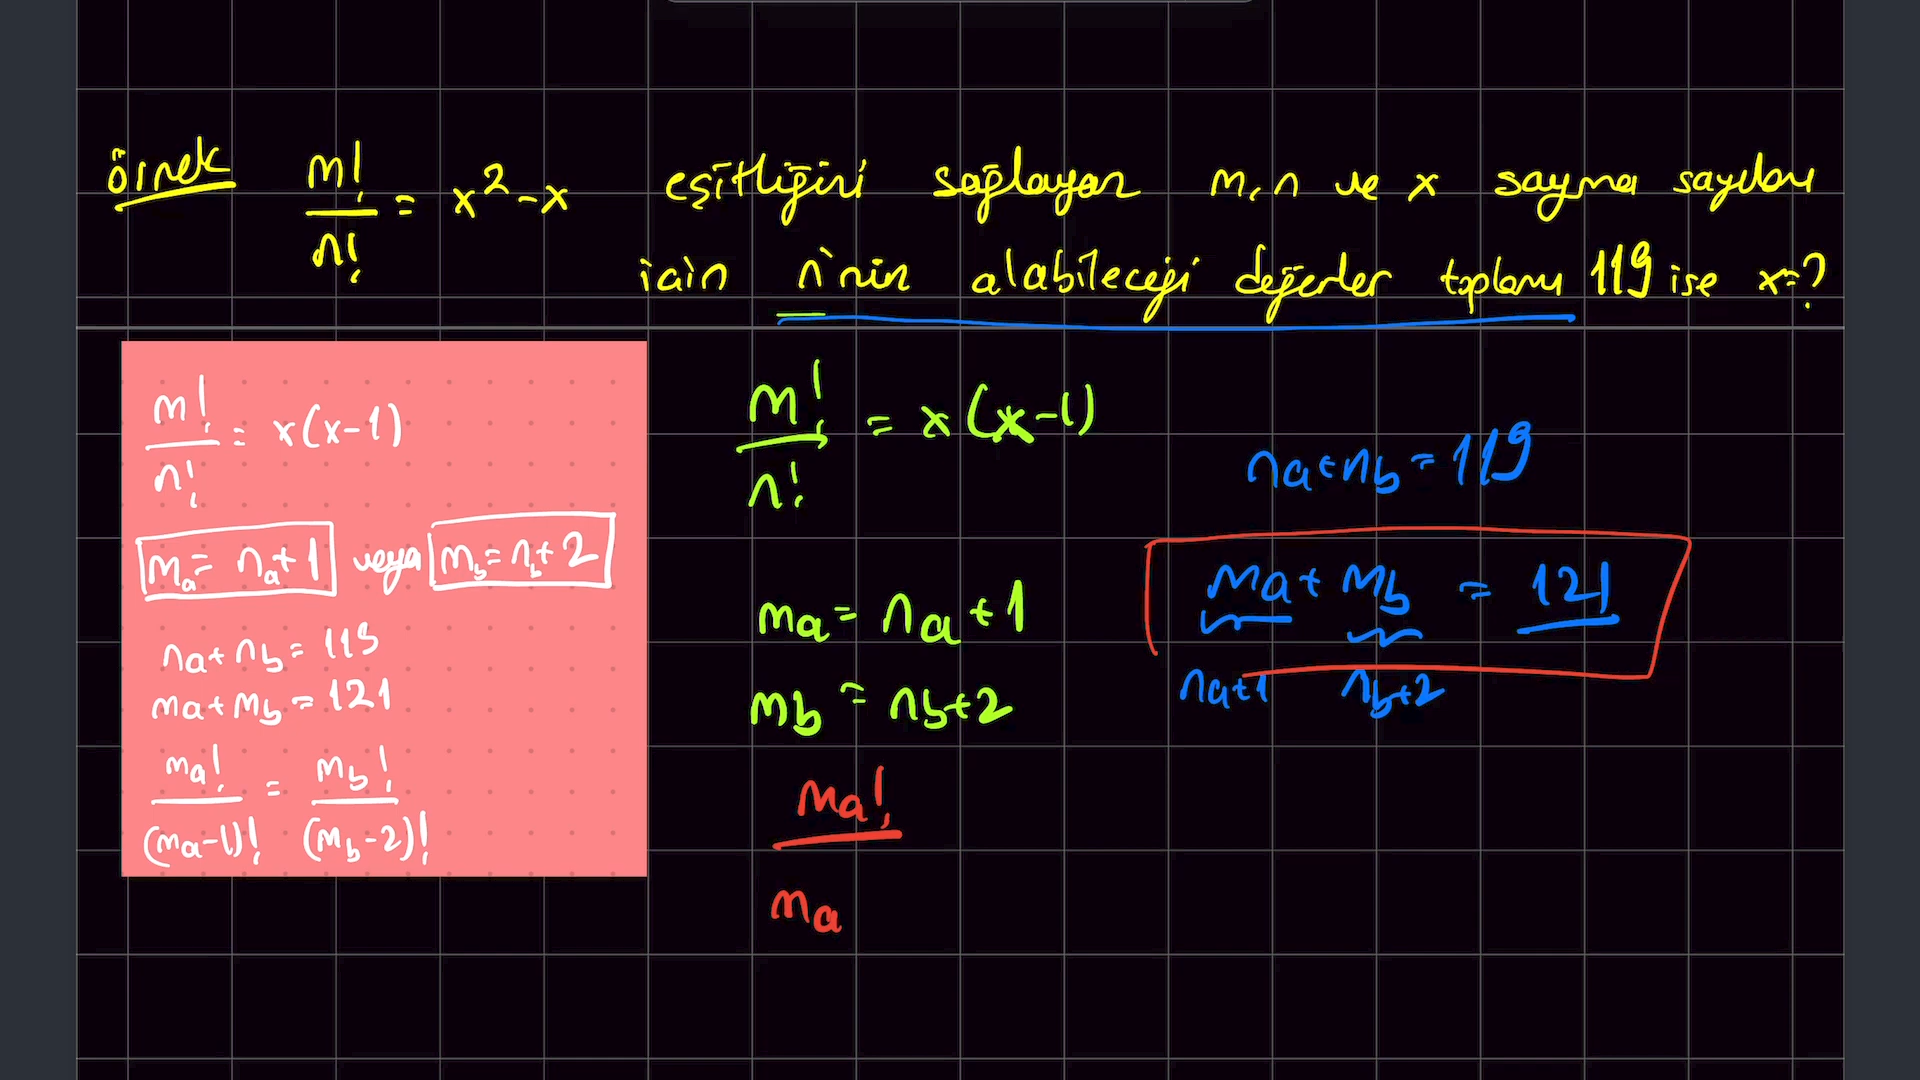 örnek m!/n! = x²-x eşitliğini sağlayan m,n ve x sayma sayıları
için n'nin alabileceği değerler toplamı 119 ise x=?
m!/n! = x(x-1)
ma = na+1 veya mb = nb+2
na+nb = 119
ma+mb = 121
ma!/(ma-1)! = mb!/(mb-2)!
m!/n! = x(x-1)
ma = na+1
mb = nb+2
ma!
ma
na+nb = 119
ma+mb = 121
na+1 nb+2